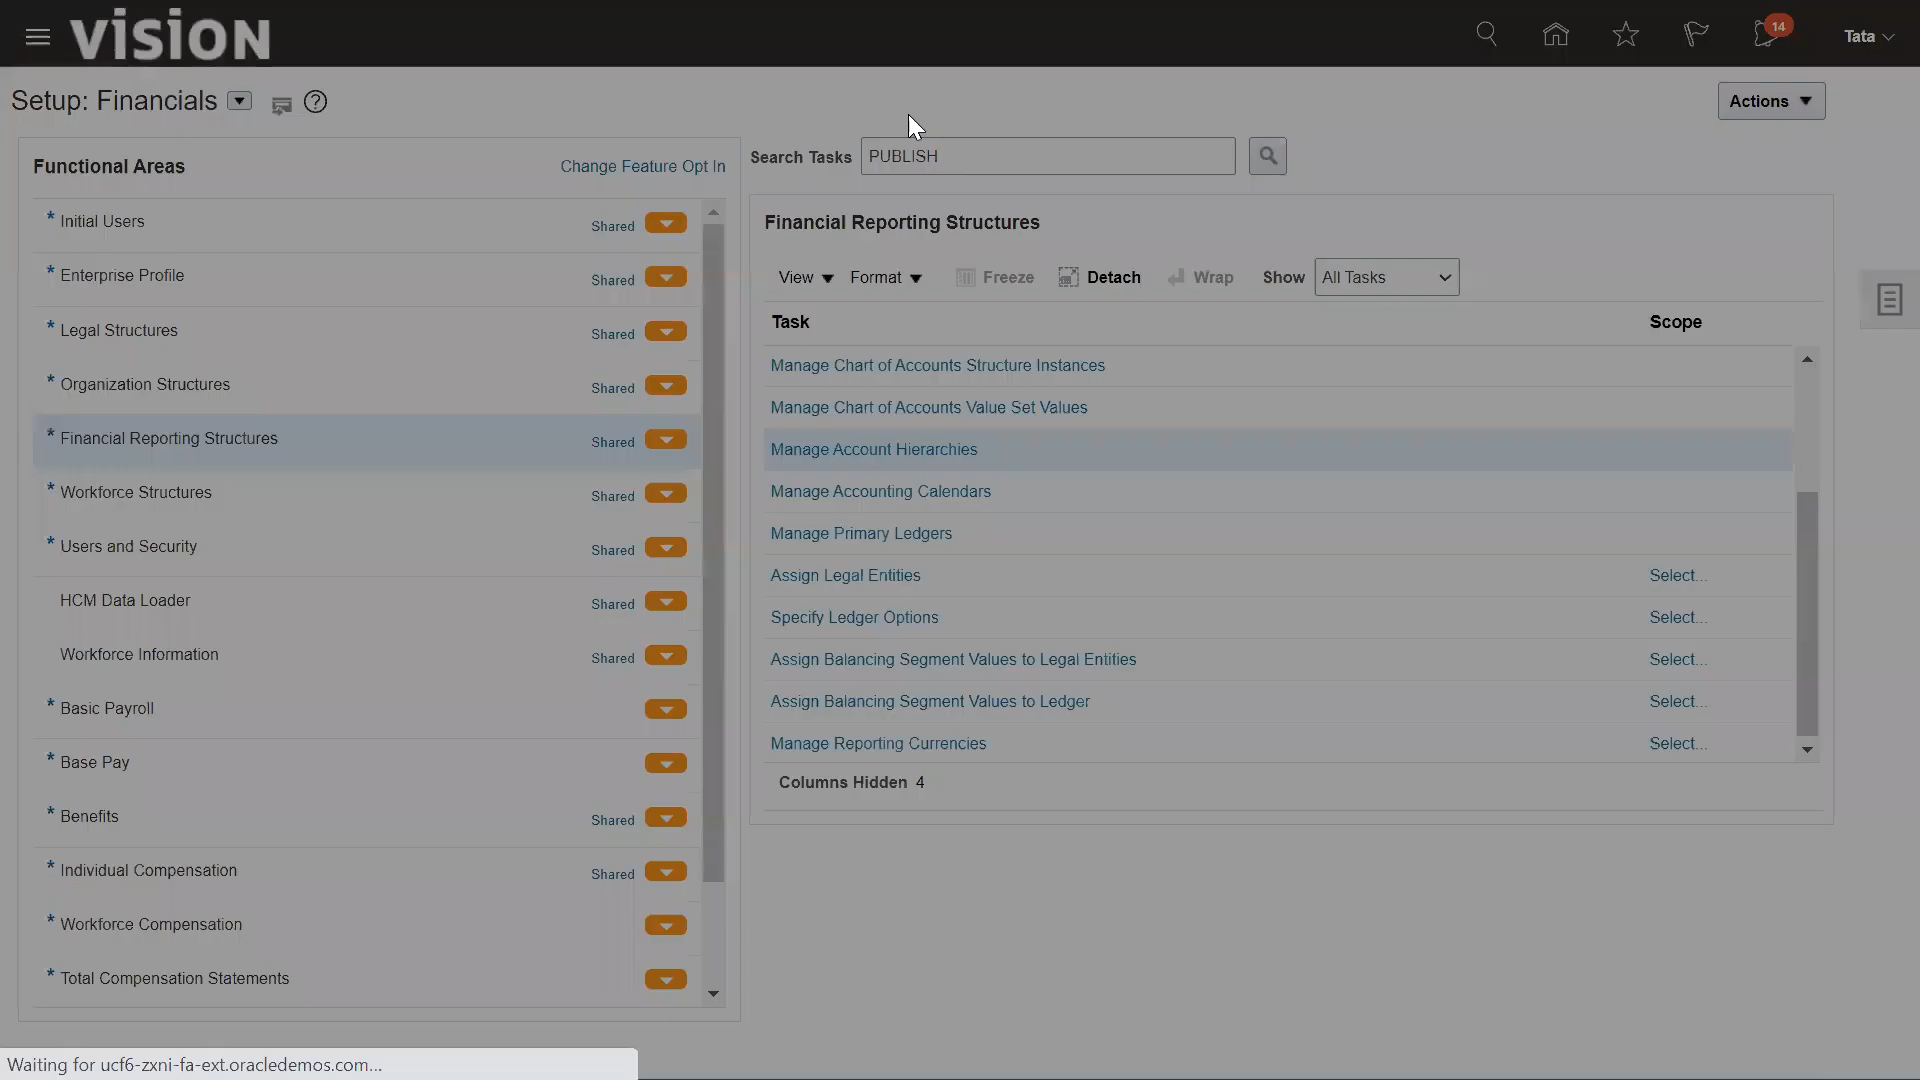 VISION
14
Tata
Setup: Financials
Actions
Functional Areas
Change Feature Opt In
Search Tasks
PUBLISH
* Initial Users
Shared
* Enterprise Profile
Shared
* Legal Structures
Shared
* Organization Structures
Shared
* Financial Reporting Structures
Shared
* Workforce Structures
Shared
* Users and Security
Shared
HCM Data Loader
Shared
Workforce Information
Shared
* Basic Payroll
* Base Pay
* Benefits
Shared
* Individual Compensation
Shared
* Workforce Compensation
* Total Compensation Statements
Financial Reporting Structures
View Format Freeze Detach Wrap Show All Tasks
Task Scope
Manage Chart of Accounts Structure Instances
Manage Chart of Accounts Value Set Values
Manage Account Hierarchies
Manage Accounting Calendars
Manage Primary Ledgers
Assign Legal Entities Select...
Specify Ledger Options Select...
Assign Balancing Segment Values to Legal Entities Select...
Assign Balancing Segment Values to Ledger Select...
Manage Reporting Currencies Select...
Columns Hidden 4
Waiting for ucf6-zxni-fa-ext.oracledemos.com...